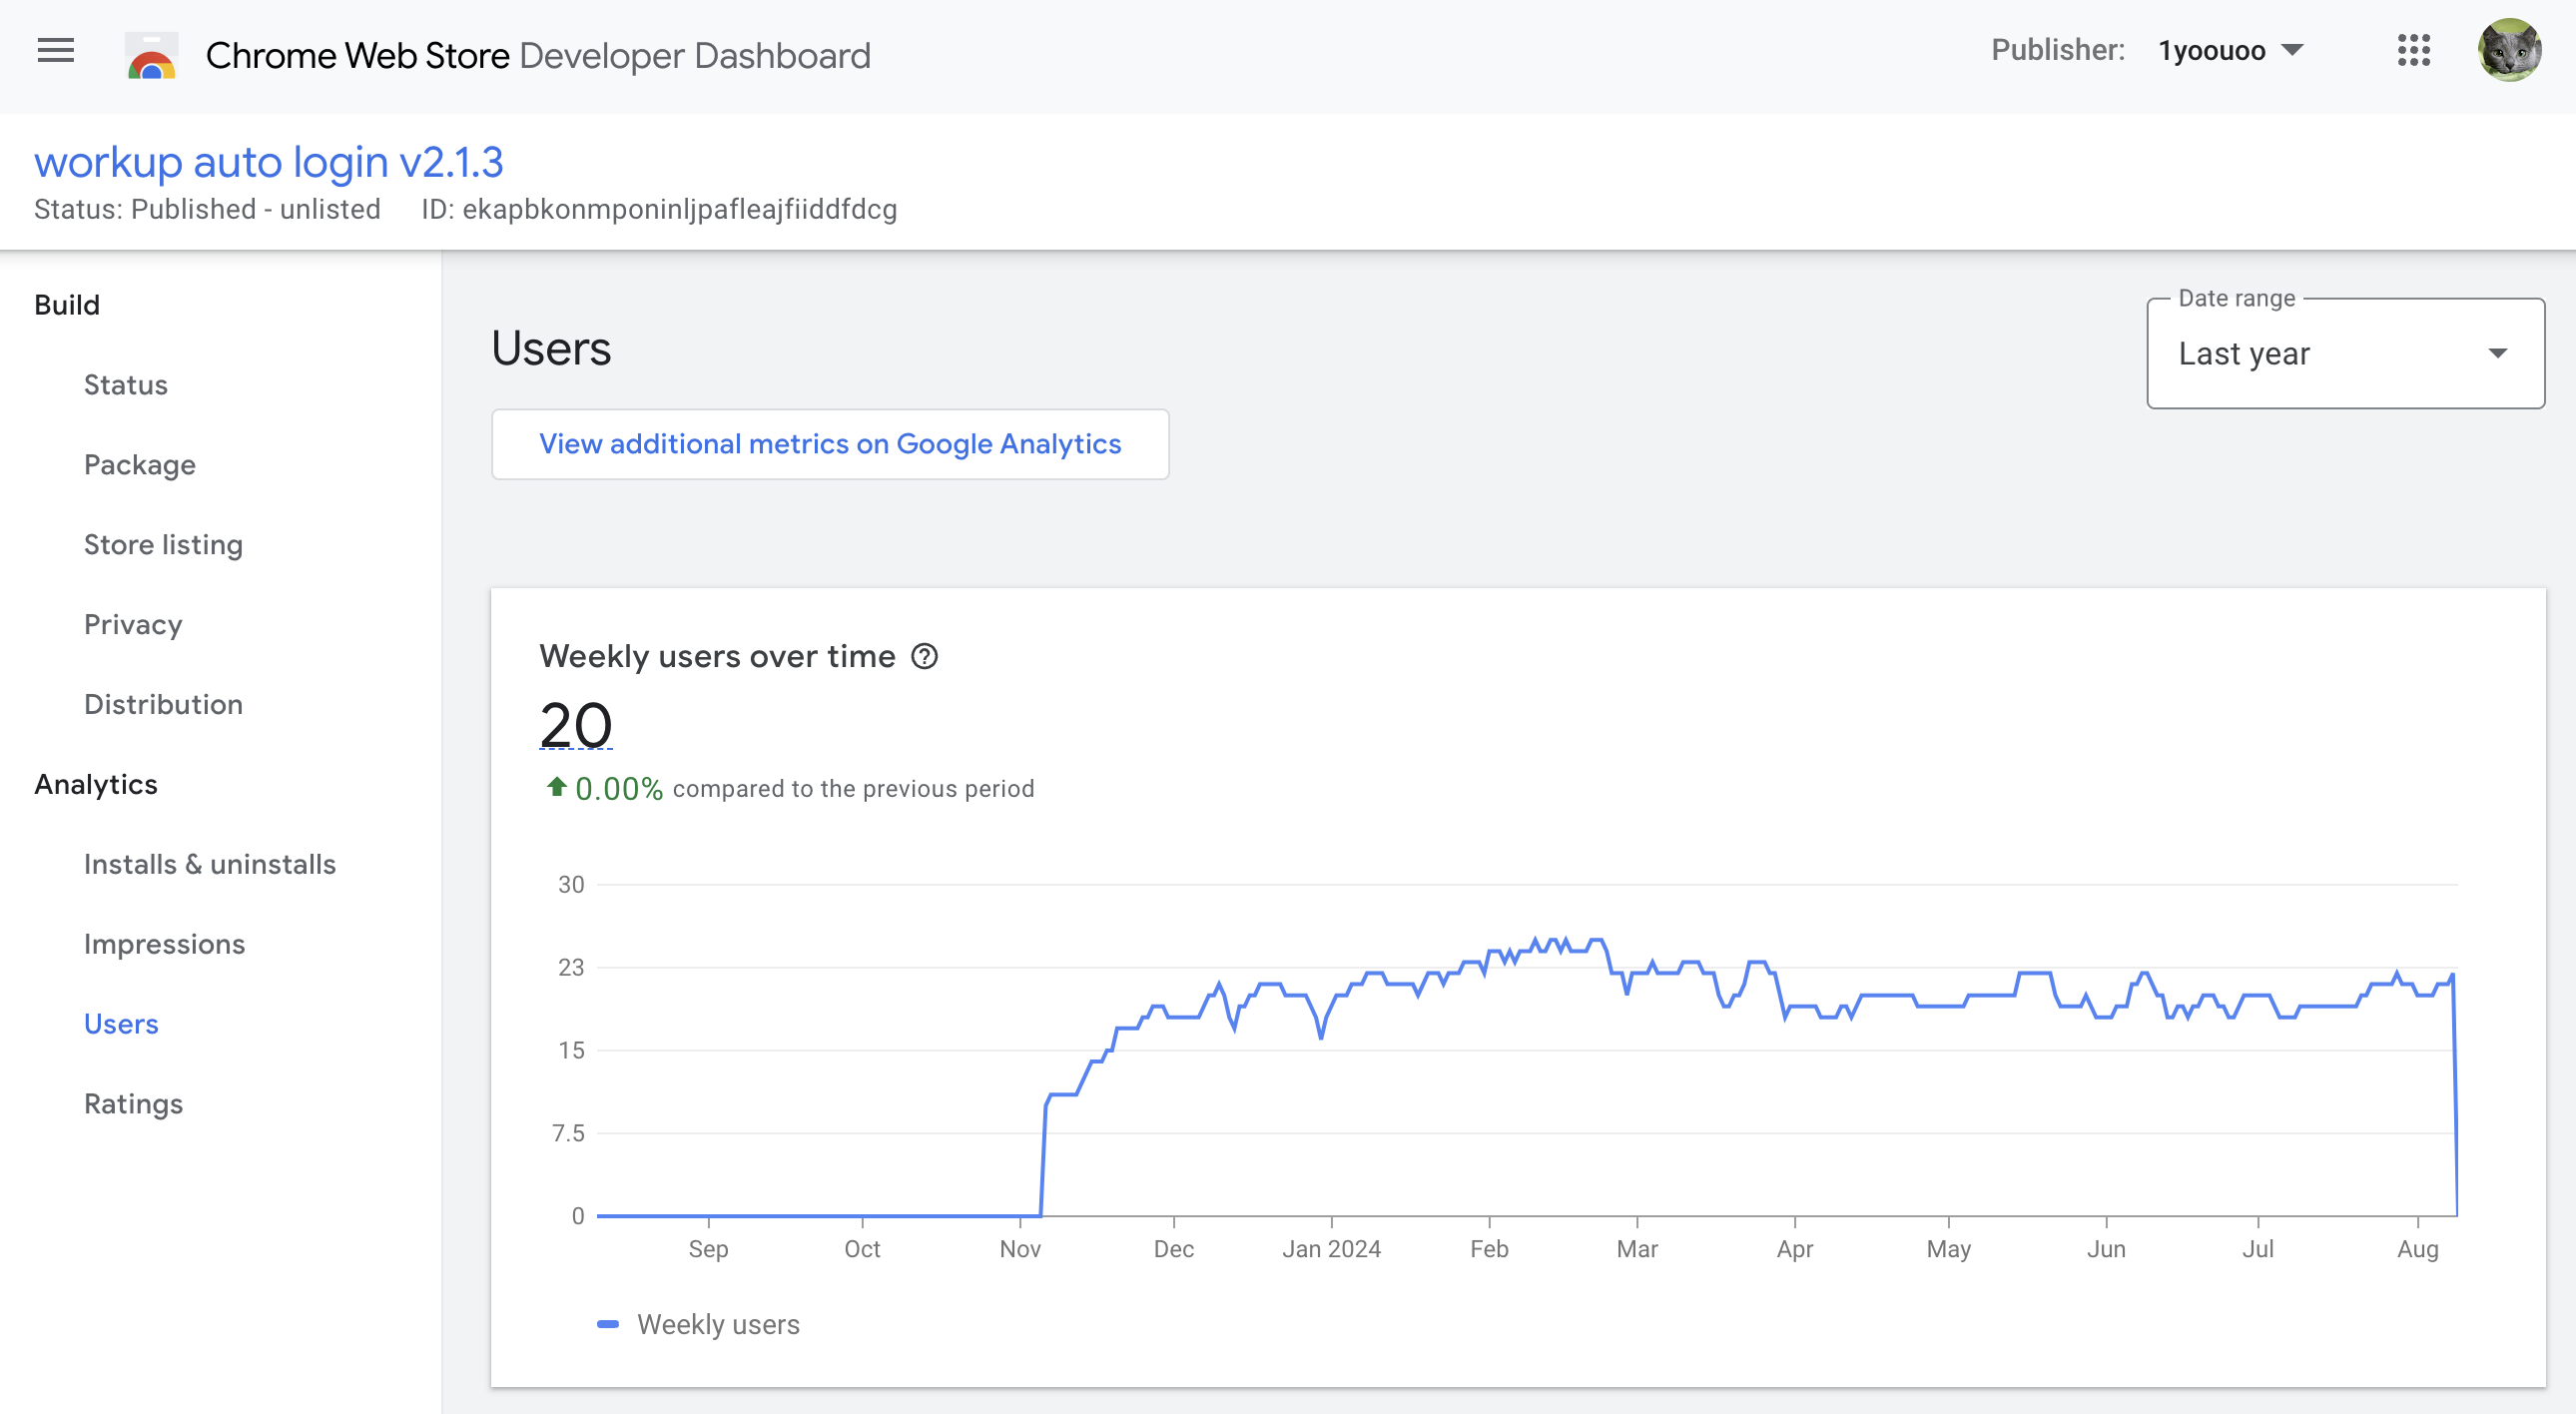 Chrome Web Store Developer Dashboard
Publisher: 1yoouoo
workup auto login v2.1.3
Status: Published - unlisted ID: ekapbkonmponinljpafleajfiiddfdcg
Build
Status
Package
Store listing
Privacy
Distribution
Analytics
Installs & uninstalls
Impressions
Users
Ratings
Users
Date range
Last year
View additional metrics on Google Analytics
Weekly users over time
20
0.00% compared to the previous period
30
23
15
7.5
0
Sep Oct Nov Dec Jan 2024 Feb Mar Apr May Jun Jul Aug
Weekly users